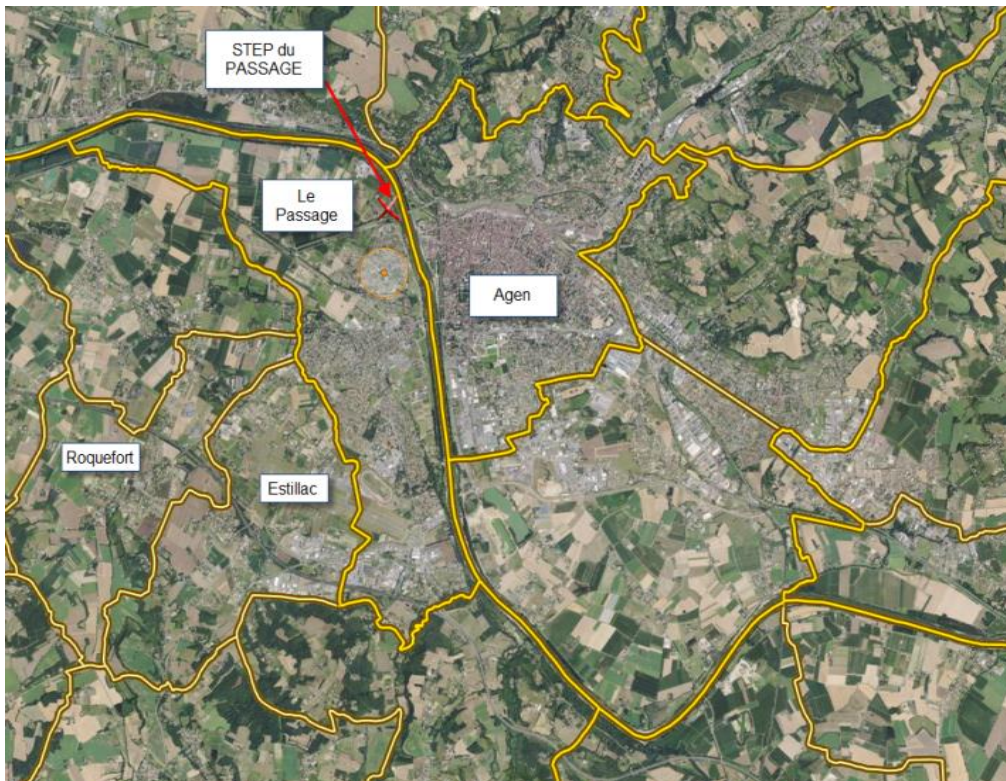 STEP du
PASSAGE
Le
Passage
Agen
Roquefort
Estillac